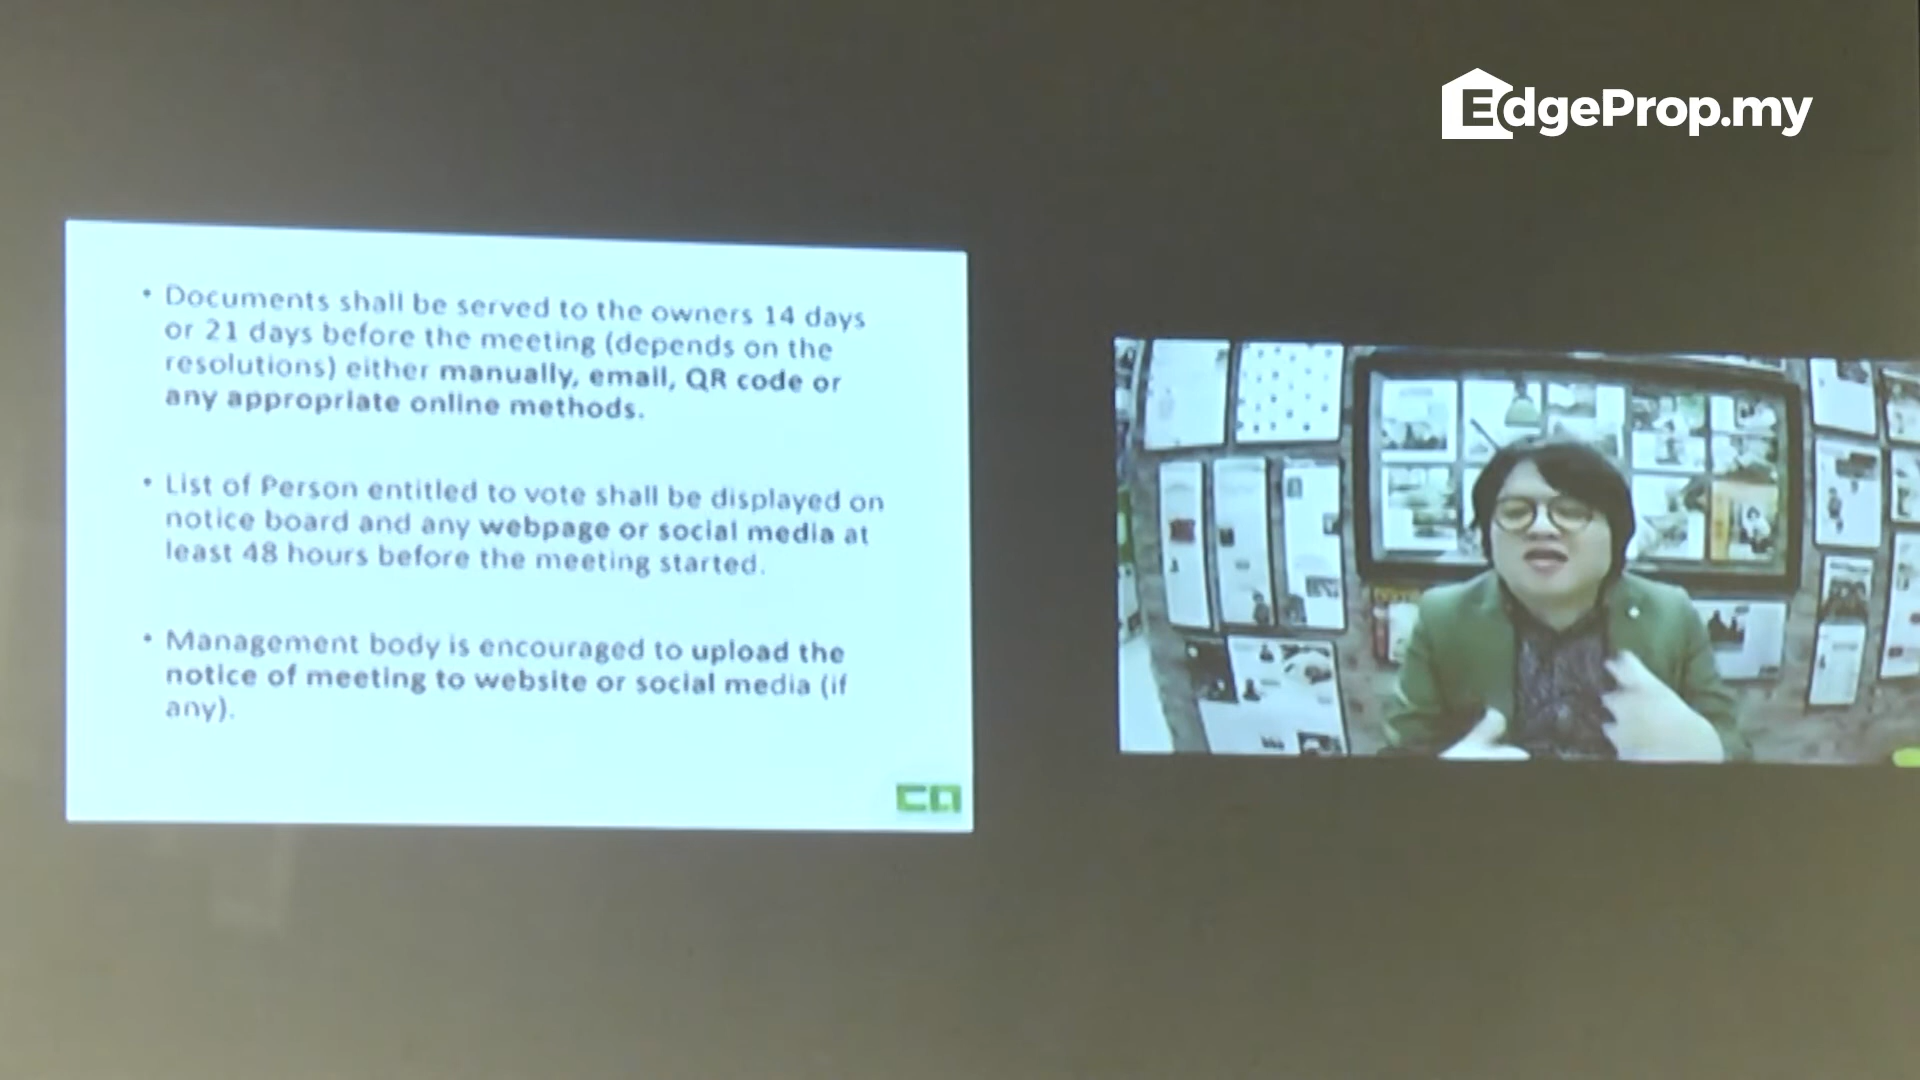 EdgeProp.my
• Documents shall be served to the owners 14 days
or 21 days before the meeting (depends on the
resolutions) either manually, email, QR code or
any appropriate online methods.
• List of Person entitled to vote shall be displayed on
notice board and any webpage or social media at
least 48 hours before the meeting started.
• Management body is encouraged to upload the
notice of meeting to website or social media (if
any).